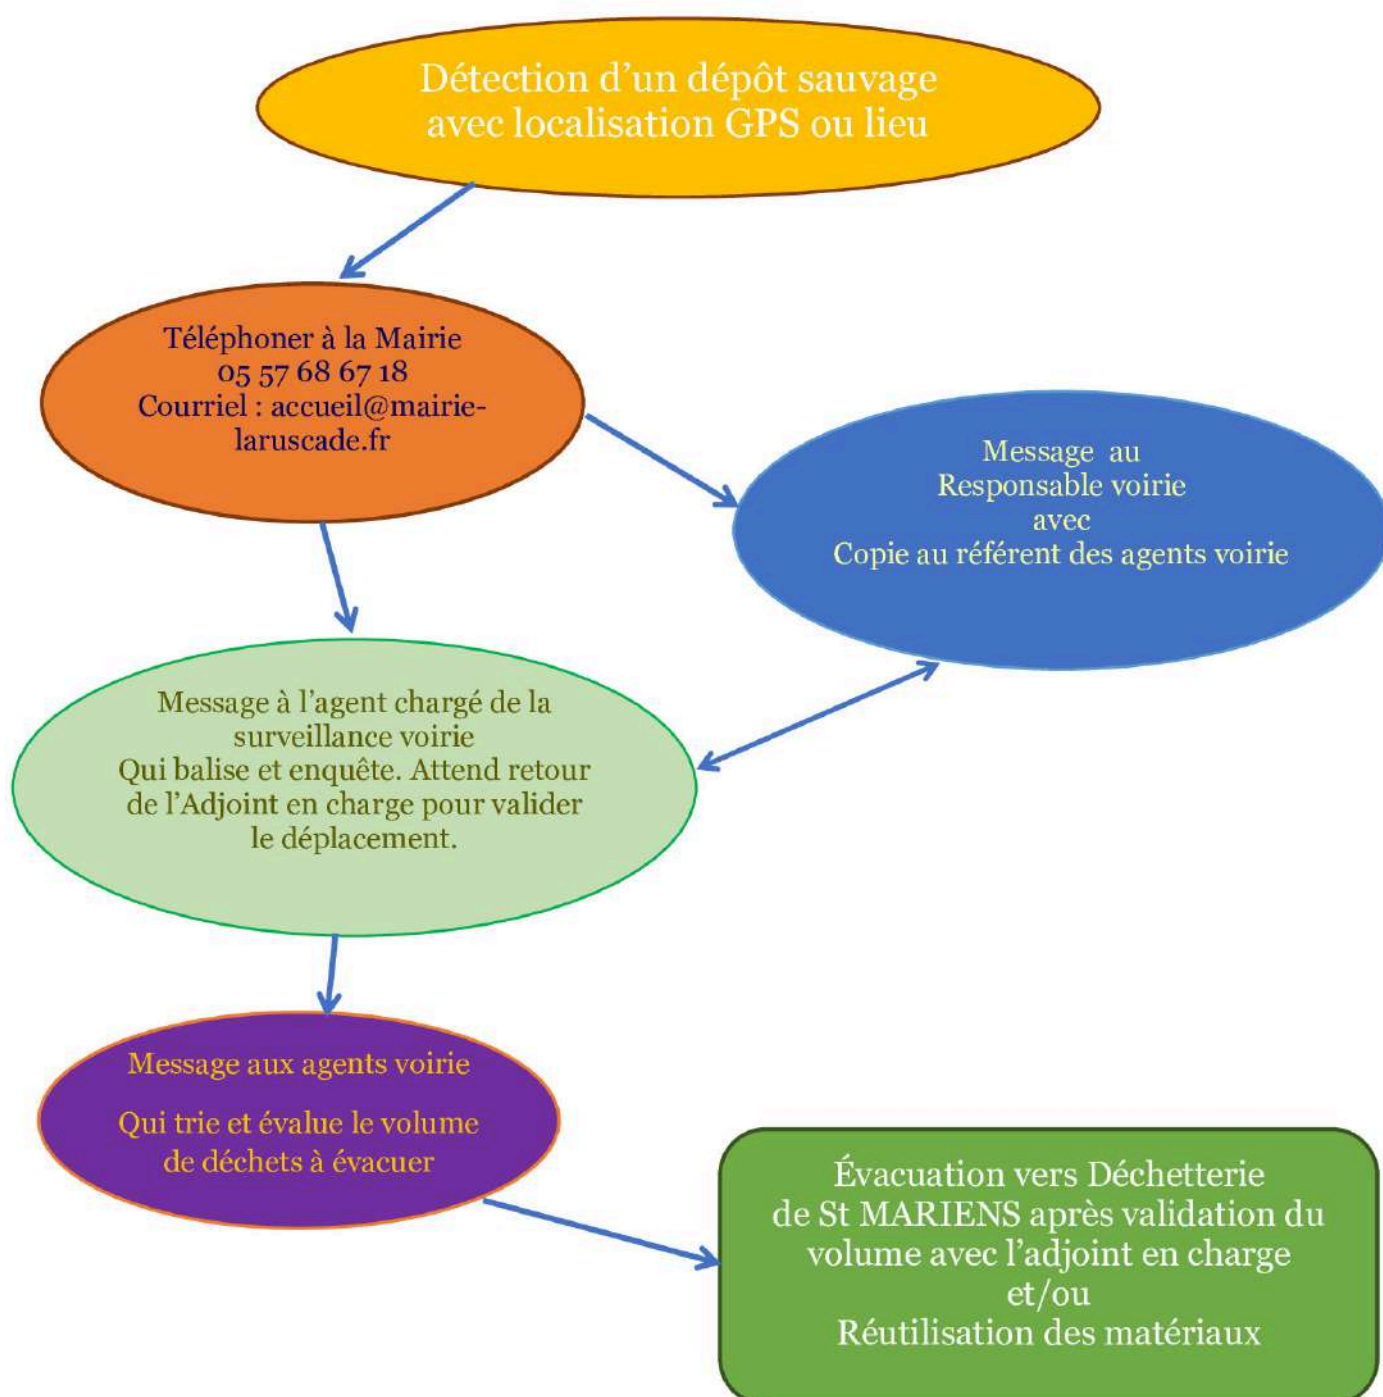 Détection d’un dépôt sauvage
avec localisation GPS ou lieu
Téléphoner à la Mairie
05 57 68 67 18
Courriel : accueil@mairie-
laruscade.fr
Message au
Responsable voirie
avec
Copie au référent des agents voirie
Message à l’agent chargé de la
surveillance voirie
Qui balise et enquête. Attend retour
de l’Adjoint en charge pour valider
le déplacement.
Message aux agents voirie
Qui trie et évalue le volume
de déchets à évacuer
Évacuation vers Déchetterie
de St MARIENS après validation du
volume avec l’adjoint en charge
et/ou
Réutilisation des matériaux